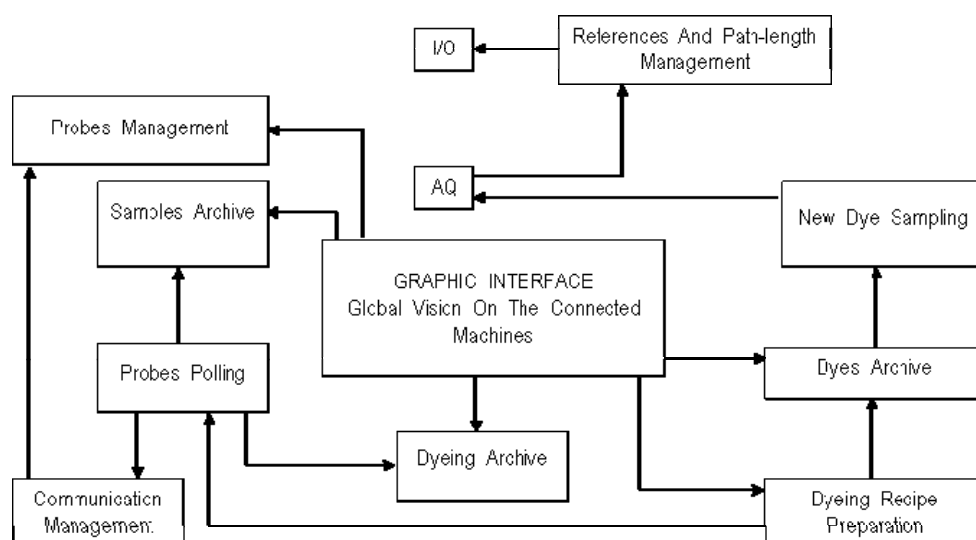 I/O
References And Path-length
Management
Probes Management
AQ
Samples Archive
New Dye Sampling
GRAPHIC INTERFACE
Global Vision On The Connected
Machines
Probes Polling
Dyes Archive
Dyeing Archive
Communication
Management
Dyeing Recipe
Preparation